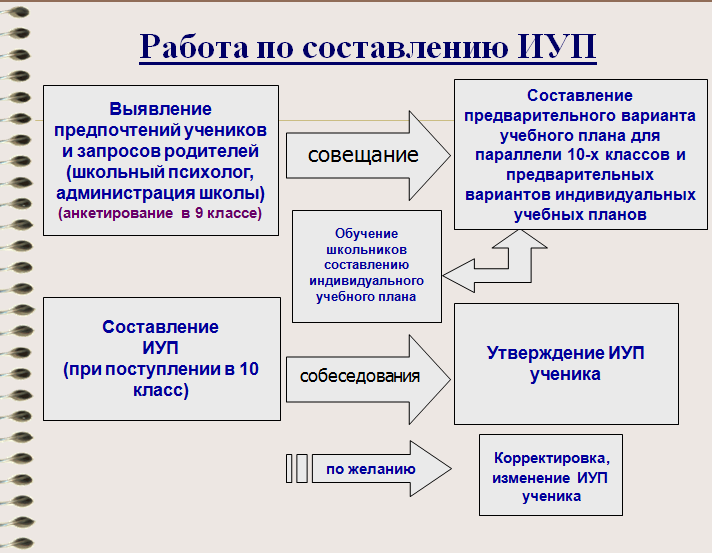 Работа по составлению ИУП
Выявление
предпочтений учеников
и запросов родителей
(школьный психолог,
администрация школы)
(анкетирование в 9 классе)
совещание
Составление
предварительного варианта
учебного плана для
параллели 10-х классов и
предварительных
вариантов индивидуальных
учебных планов
Обучение
школьников
составлению
индивидуального
учебного плана
Составление
ИУП
(при поступлении в 10
класс)
собеседования
Утверждение ИУП
ученика
по желанию
Корректировка,
изменение ИУП
ученика